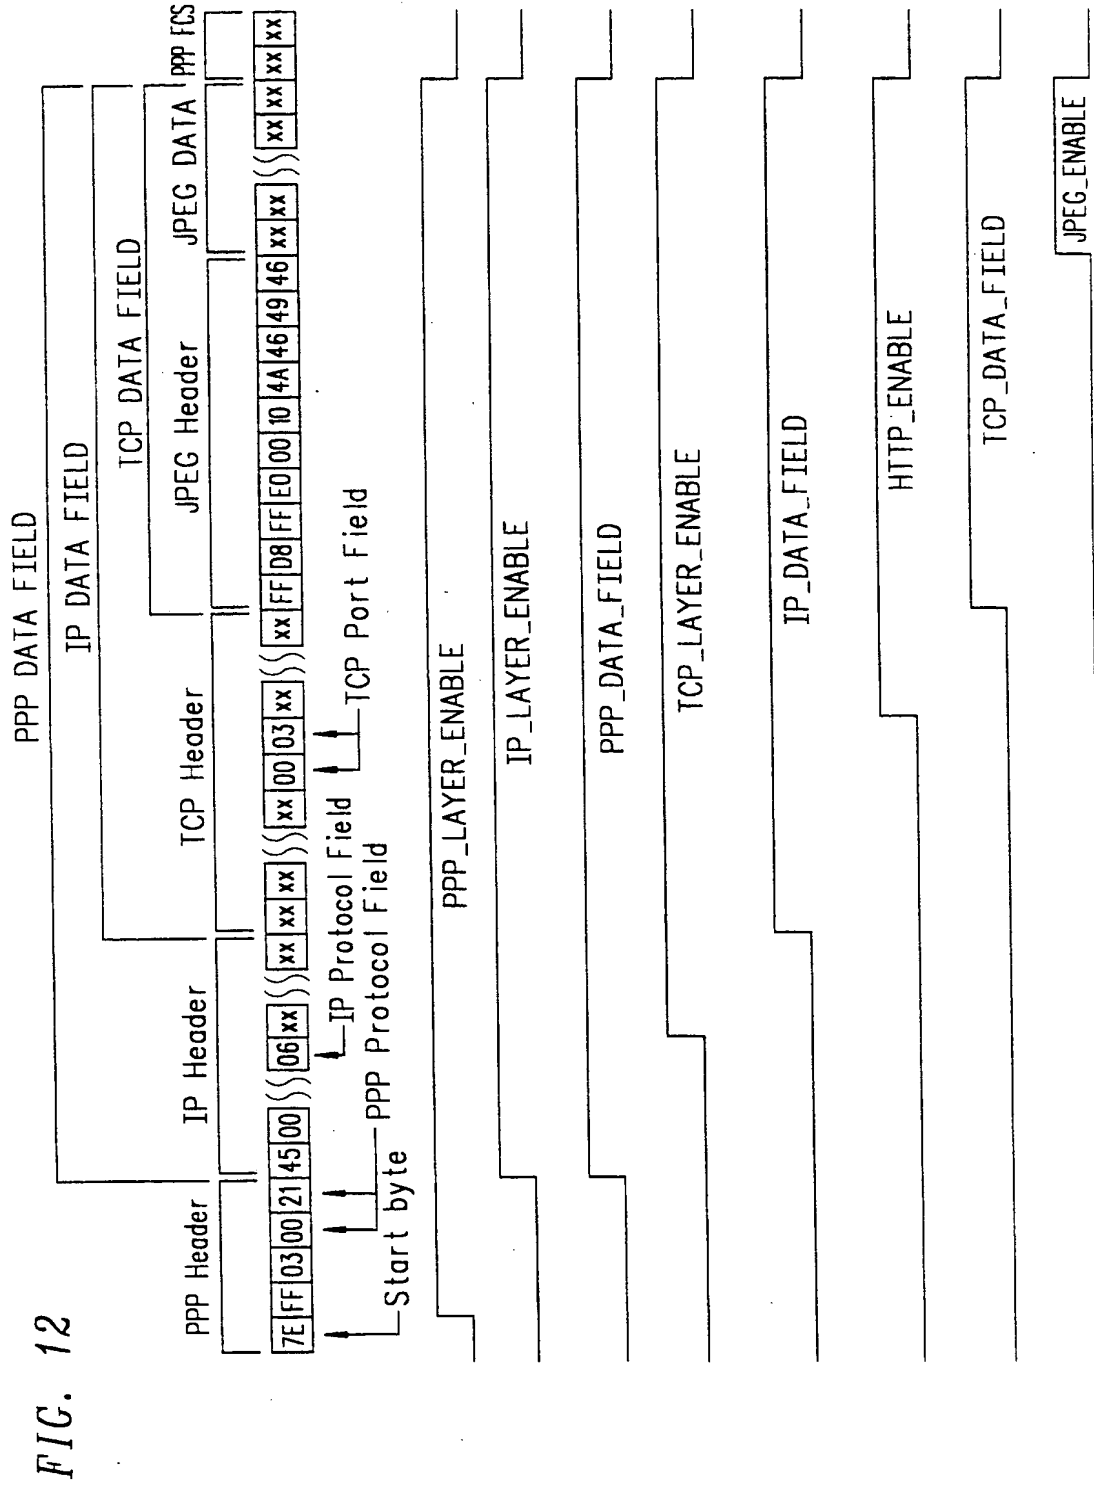 FIG. 12
PPP DATA FIELD
IP DATA FIELD
TCP DATA FIELD
PPP Header IP Header TCP Header JPEG Header JPEG DATA PPP FCS
7E FF 03 00 21 45 00 06 xx xx xx xx xx 00 03 xx xx FF D8 FF E0 00 10 4A 46 49 46 xx xx xx xx xx xx
IP Protocol Field
TCP Port Field
PPP Protocol Field
Start byte
PPP_LAYER_ENABLE
IP_LAYER_ENABLE
PPP_DATA_FIELD
TCP_LAYER_ENABLE
IP_DATA_FIELD
HTTP_ENABLE
TCP_DATA_FIELD
JPEG_ENABLE